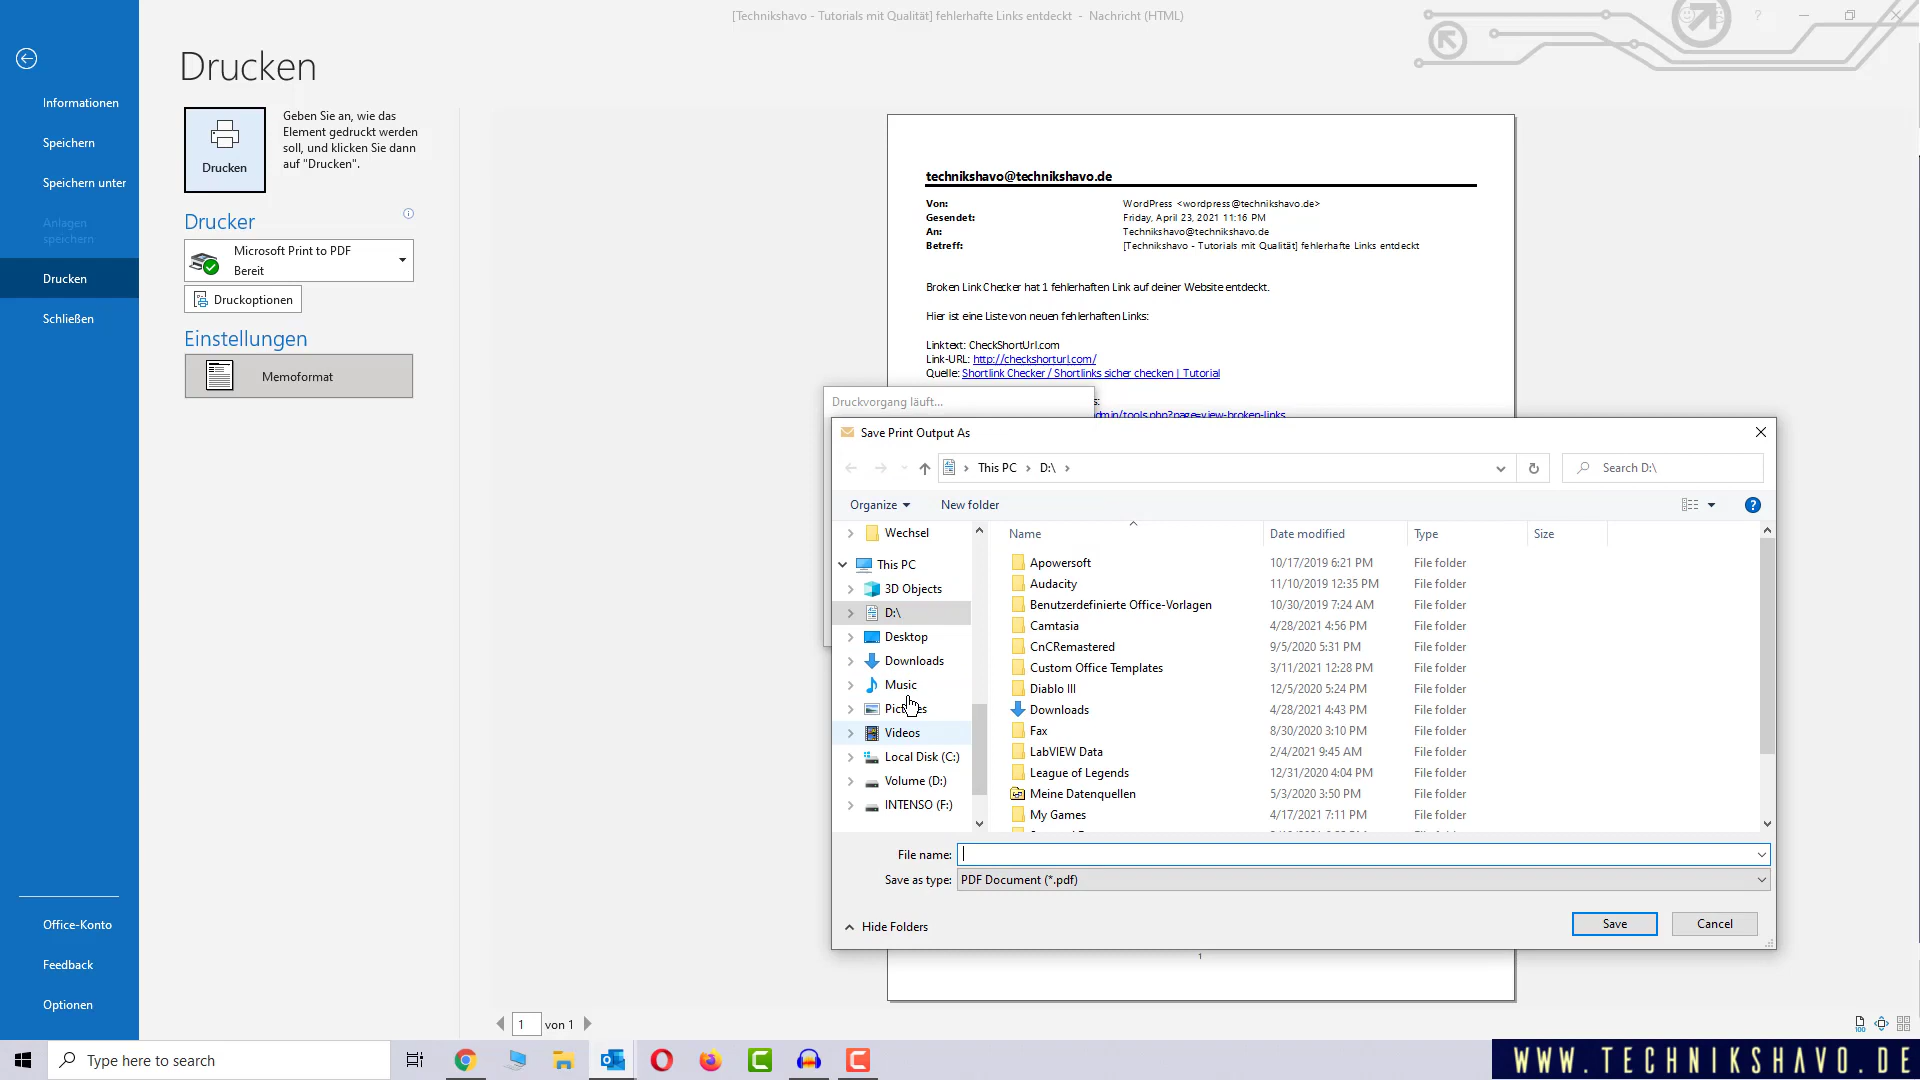 [Technikshavo - Tutorials mit Qualität] fehlerhafte Links entdeckt - Nachricht (HTML)
?
Informationen
Speichern
Speichern unter
Anlagen
speichern
Drucken
Schließen
Office-Konto
Feedback
Optionen
Drucken
Drucken
Geben Sie an, wie das
Element gedruckt werden
soll, und klicken Sie dann
auf "Drucken".
Drucker
Microsoft Print to PDF
Bereit
Druckoptionen
Einstellungen
Memoformat
technikshavo@technikshavo.de
Von: WordPress <wordpress@technikshavo.de>
Gesendet: Friday, April 23, 2021 11:16 PM
An: Technikshavo@technikshavo.de
Betreff: [Technikshavo - Tutorials mit Qualität] fehlerhafte Links entdeckt
Broken Link Checker hat 1 fehlerhaften Link auf deiner Website entdeckt.
Hier ist eine Liste von neuen fehlerhaften Links:
Linktext: CheckShortUrl.com
Link-URL: http://checkshorturl.com/
Quelle: Shortlink Checker / Shortlinks sicher checken | Tutorial
s:
dmin/tools.php?page=view-broken-links
Druckvorgang läuft...
Save Print Output As
This PC
D:\
Search D:\
Organize
New folder
?
Wechsel
This PC
3D Objects
D:\
Desktop
Downloads
Music
Pictures
Videos
Local Disk (C:)
Volume (D:)
INTENSO (F:)
Name Date modified Type Size
Apowersoft 10/17/2019 6:21 PM File folder
Audacity 11/10/2019 12:35 PM File folder
Benutzerdefinierte Office-Vorlagen 10/30/2019 7:24 AM File folder
Camtasia 4/28/2021 4:56 PM File folder
CnCRemastered 9/5/2020 5:31 PM File folder
Custom Office Templates 3/11/2021 12:28 PM File folder
Diablo III 12/5/2020 5:24 PM File folder
Downloads 4/28/2021 4:43 PM File folder
Fax 8/30/2020 3:10 PM File folder
LabVIEW Data 2/4/2021 9:45 AM File folder
League of Legends 12/31/2020 4:04 PM File folder
Meine Datenquellen 5/3/2020 3:50 PM File folder
My Games 4/17/2021 7:11 PM File folder
File name:
Save as type: PDF Document (*.pdf)
Hide Folders
Save
Cancel
1
1 von 1
100
Type here to search
WWW.TECHNIKSHAVO.DE